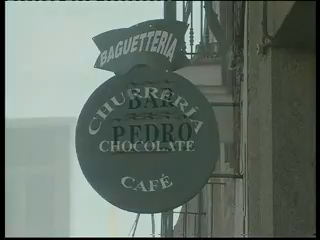 BAGUETTERIA
CHURRERIA
BAR
PEDRO
CHOCOLATE
CAFÉ